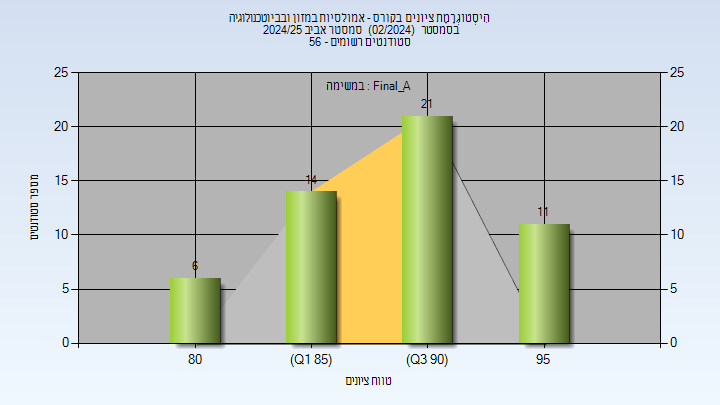 היסטוגרמת ציונים בקורס - אמולסיות במזון ובביוטכנולוגיה
בסמסטר (02/2024) סמסטר אביב 2024/25
סטודנטים רשומים - 56
במשימה : Final_A
מספר סטודנטים
25
20
15
10
5
0
25
20
15
10
5
0
6
14
21
11
80
(Q1 85)
(Q3 90)
95
טווח ציונים